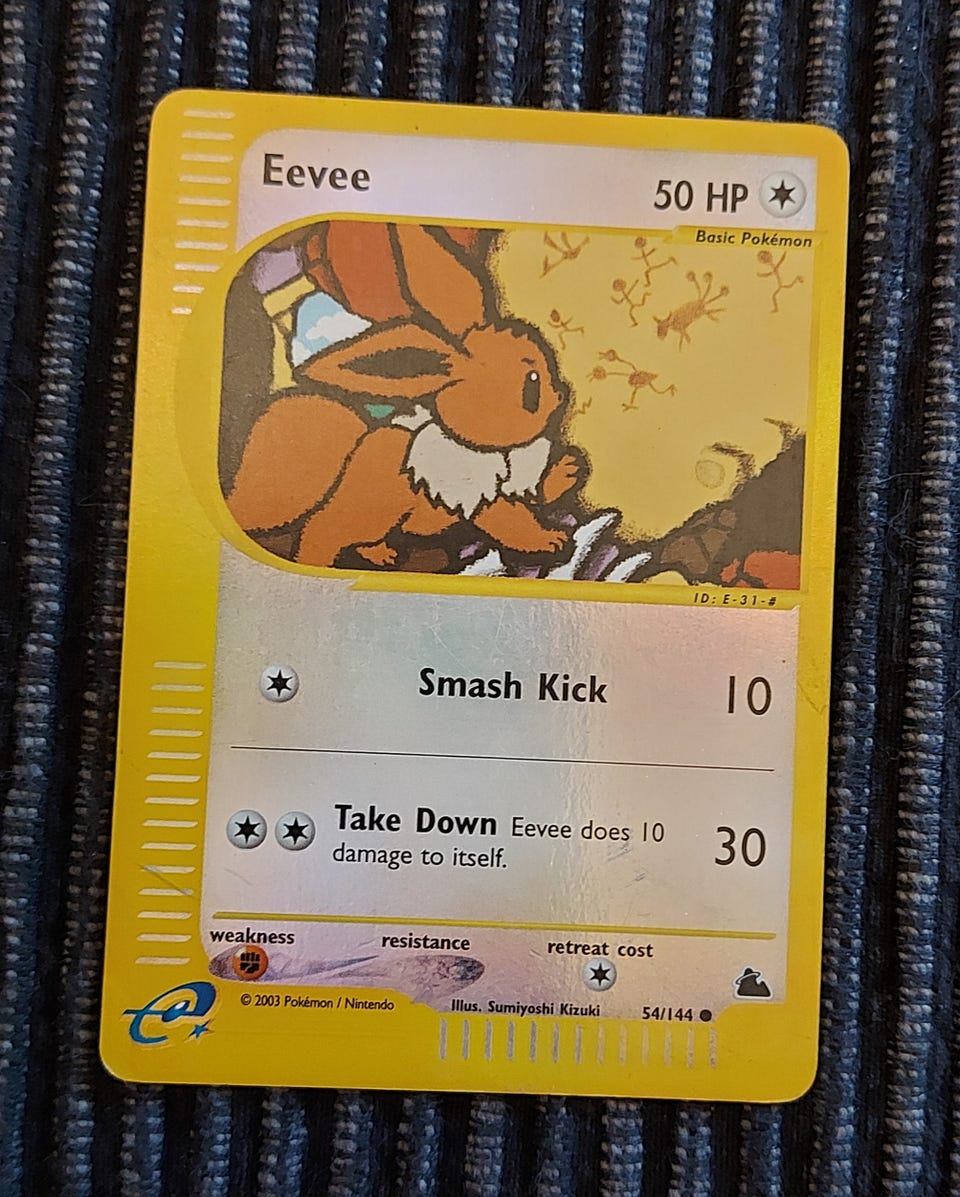 Eevee
50 HP
Basic Pokémon
ID: E-31-#
Smash Kick 10
Take Down Eevee does 10 30
damage to itself.
weakness resistance retreat cost
© 2003 Pokémon / Nintendo Illus. Sumiyoshi Kizuki 54/144
e